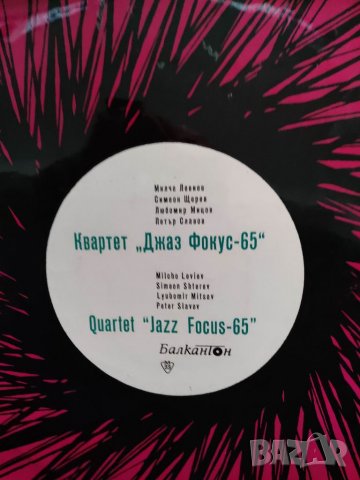 Милчо Левиев
Симеон Щерев
Любомир Мицов
Петър Славов
Квартет „Джаз Фокус-65“
Milcho Leviev
Simeon Shterev
Lyubomir Mitsov
Peter Slavov
Quartet "Jazz Focus-65"
Балкантон
BAZAR